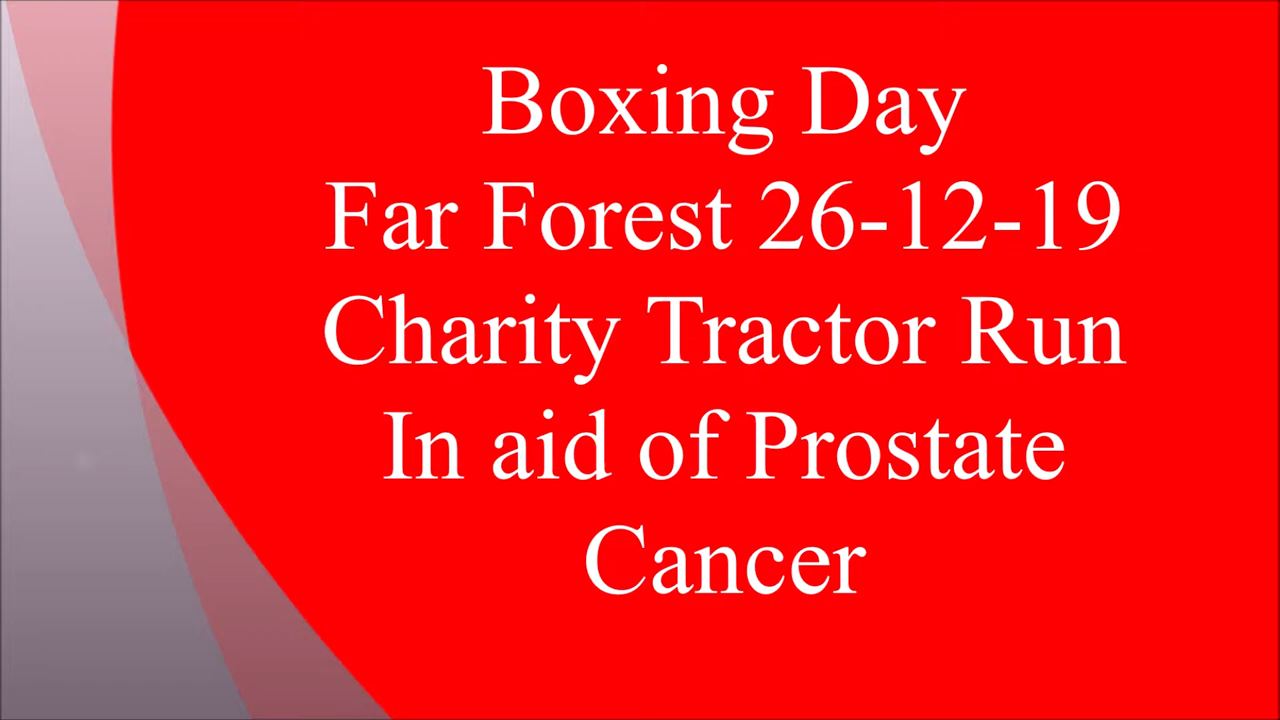 Boxing Day
Far Forest 26-12-19
Charity Tractor Run
In aid of Prostate
Cancer